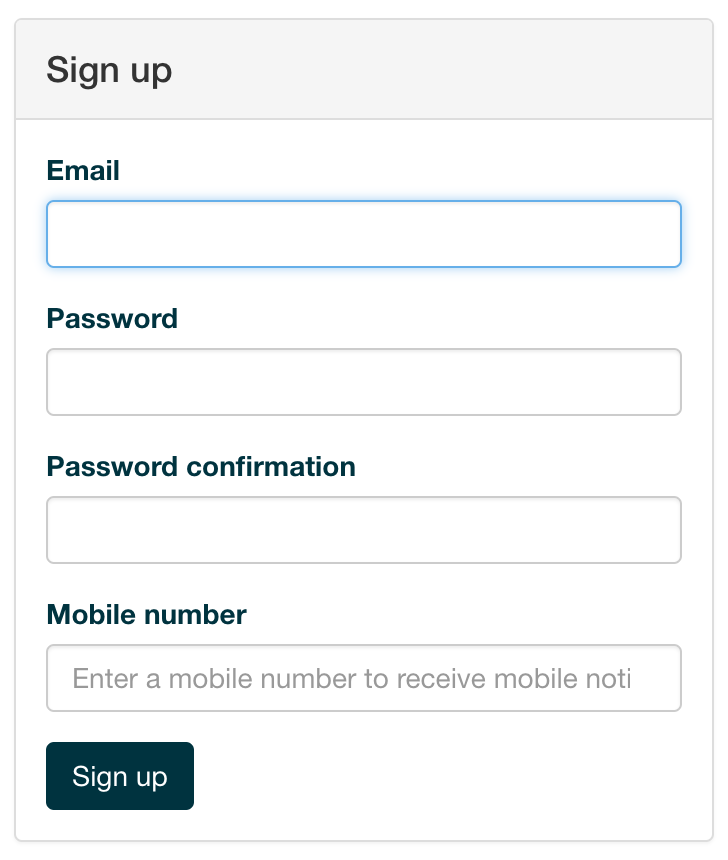 Sign up
Email
Password
Password confirmation
Mobile number
Enter a mobile number to receive mobile noti
Sign up